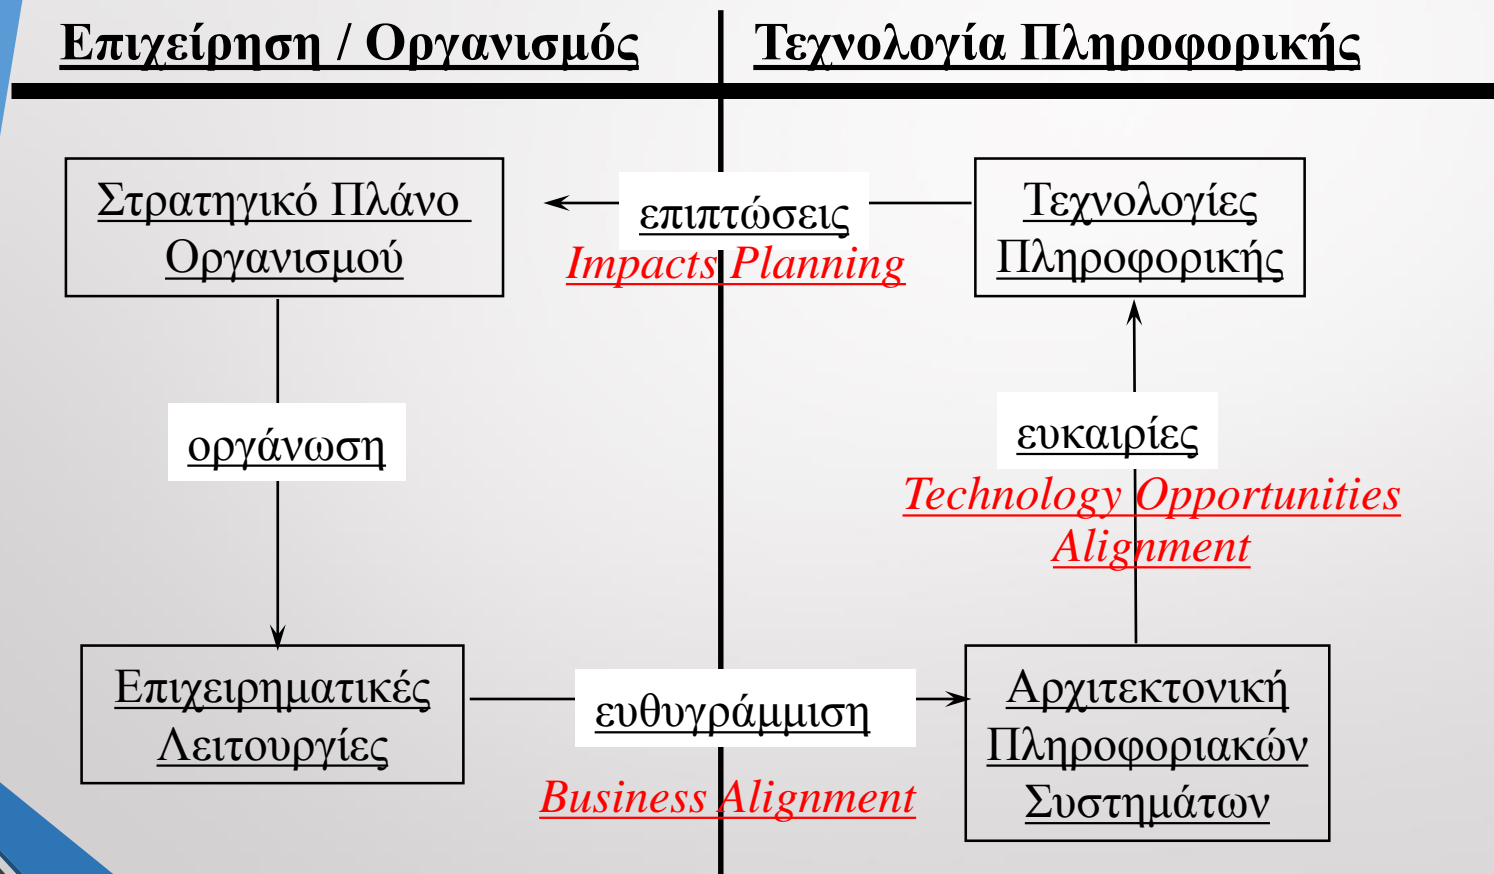 Επιχείρηση / Οργανισμός
Τεχνολογία Πληροφορικής
Στρατηγικό Πλάνο
Οργανισμού
επιπτώσεις
Impacts Planning
Τεχνολογίες
Πληροφορικής
οργάνωση
ευκαιρίες
Technology Opportunities
Alignment
Επιχειρηματικές
Λειτουργίες
ευθυγράμμιση
Business Alignment
Αρχιτεκτονική
Πληροφοριακών
Συστημάτων